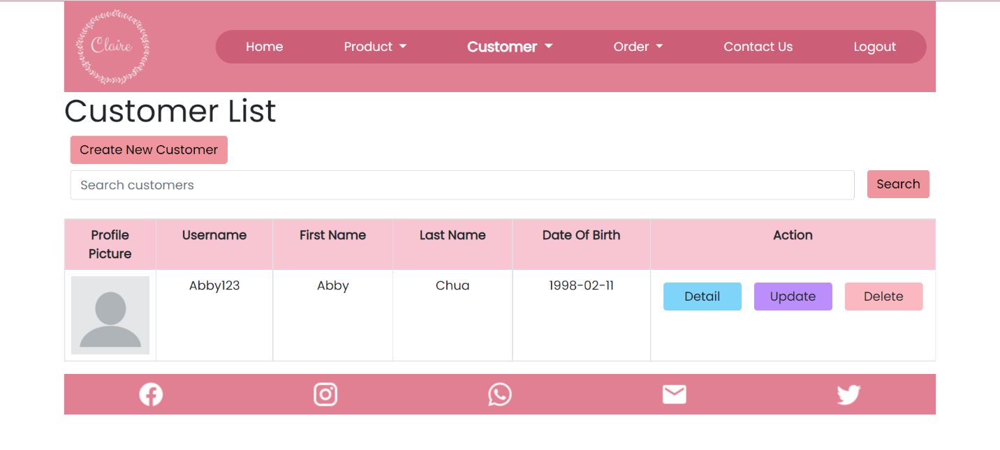 Claire
Home Product Customer Order Contact Us Logout
Customer List
Create New Customer
Search customers Search
Profile Picture Username First Name Last Name Date Of Birth Action
Abby123 Abby Chua 1998-02-11 Detail Update Delete